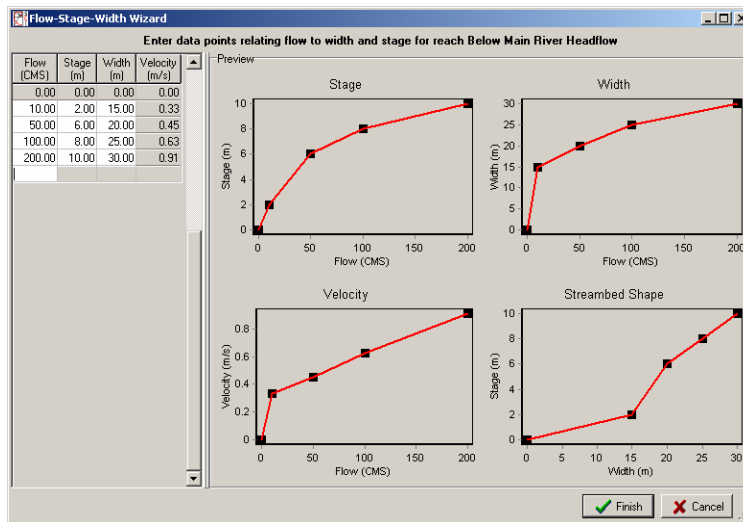 Flow-Stage-Width Wizard
Enter data points relating flow to width and stage for reach Below Main River Headflow
Flow (CMS) Stage (m) Width (m) Velocity (m/s)
0.00 0.00 0.00 0.00
10.00 2.00 15.00 0.33
50.00 6.00 20.00 0.45
100.00 8.00 25.00 0.63
200.00 10.00 30.00 0.91
Preview
Stage
10
8
6
4
2
0
Stage (m)
0 50 100 150 200
Flow (CMS)
Width
30
25
20
15
10
5
0
Width (m)
0 50 100 150 200
Flow (CMS)
Velocity
0.8
0.6
0.4
0.2
0
Velocity (m/s)
0 50 100 150 200
Flow (CMS)
Streambed Shape
10
8
6
4
2
0
Stage (m)
0 5 10 15 20 25 30
Width (m)
Finish
Cancel